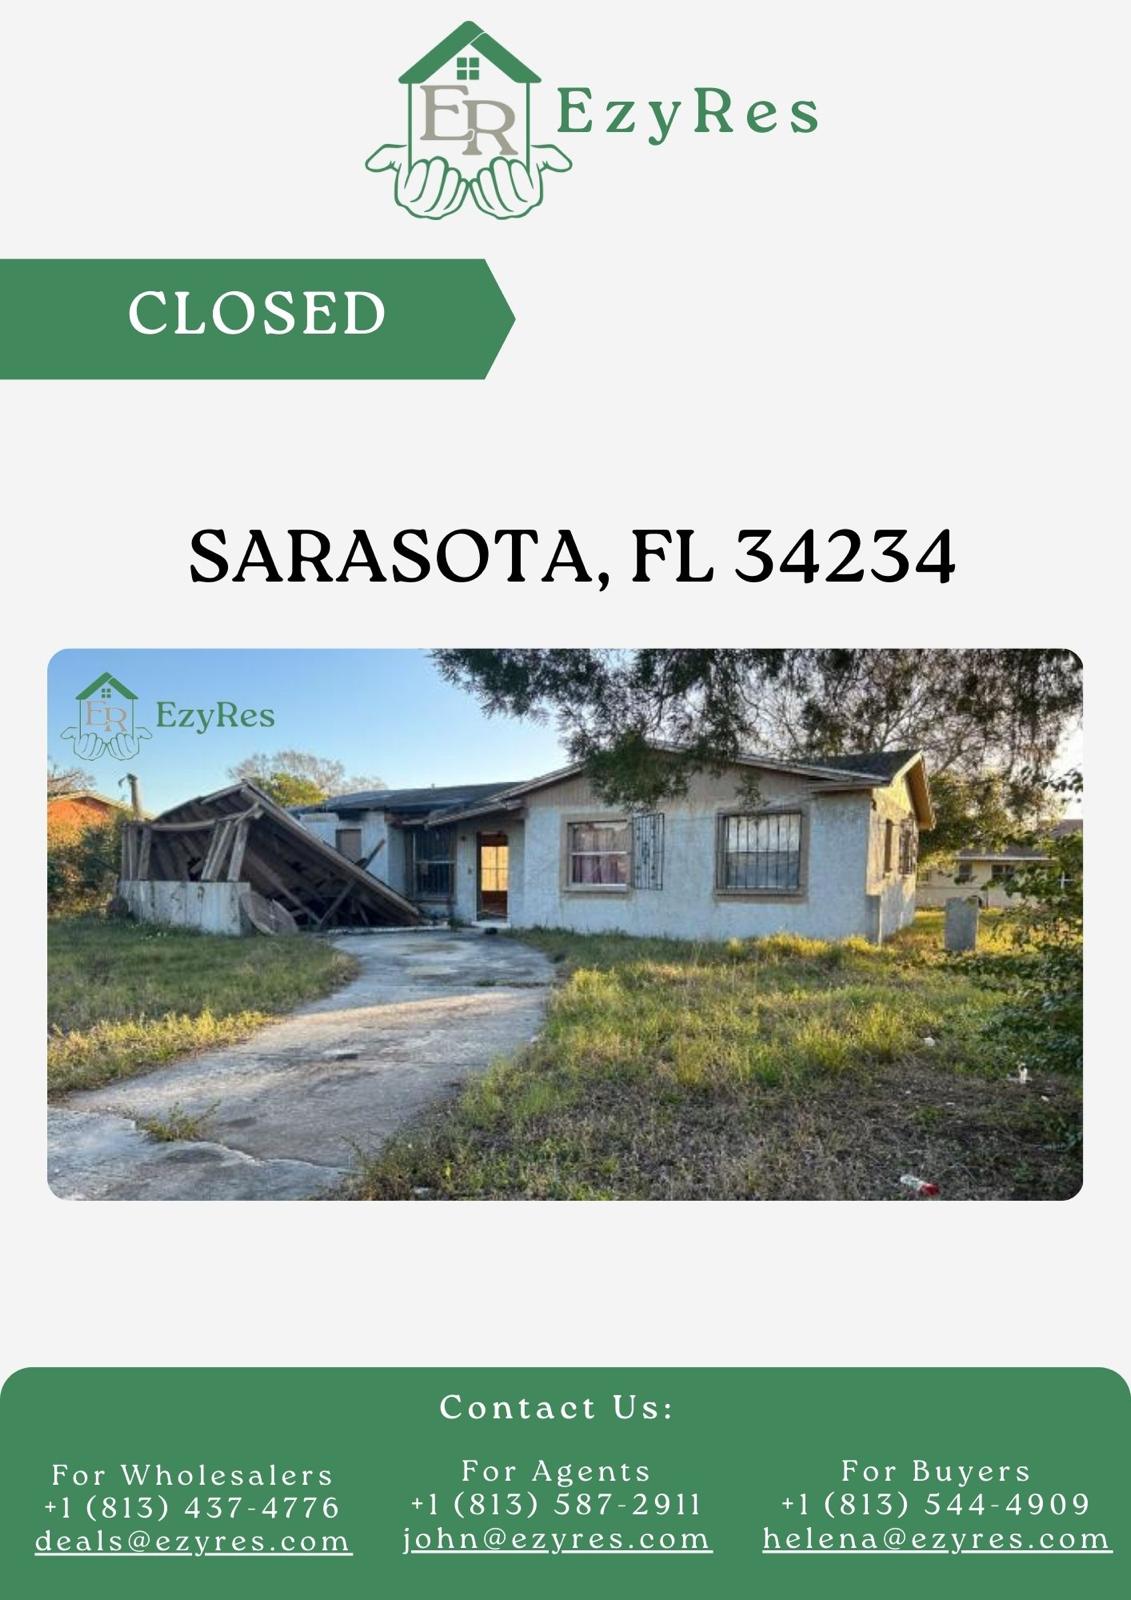 ER EzyRes
CLOSED
SARASOTA, FL 34234
ER EzyRes
Contact Us:
For Wholesalers
+1 (813) 437-4776
deals@ezyres.com
For Agents
+1 (813) 587-2911
john@ezyres.com
For Buyers
+1 (813) 544-4909
helena@ezyres.com